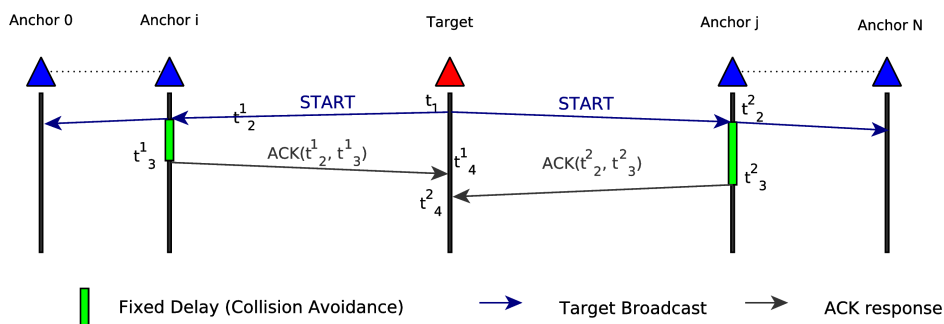 Anchor 0 Anchor i Target Anchor j Anchor N
START START
t₁
t¹₂
t²₂
ACK(t¹₂, t¹₃) ACK(t²₂, t²₃)
t¹₃
t¹₄
t²₃
t²₄
Fixed Delay (Collision Avoidance) Target Broadcast ACK response